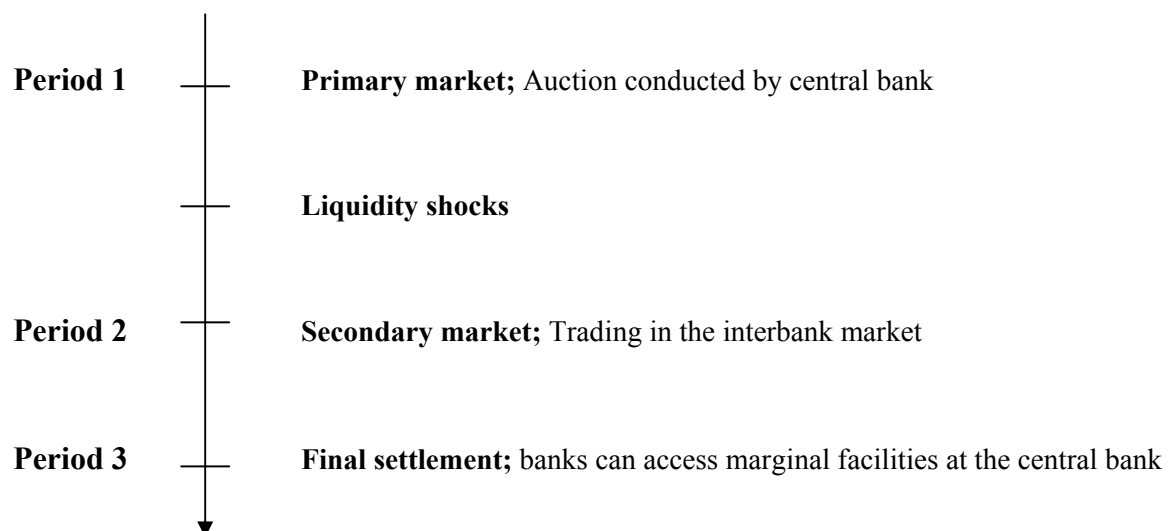 Period 1 Primary market; Auction conducted by central bank
Liquidity shocks
Period 2 Secondary market; Trading in the interbank market
Period 3 Final settlement; banks can access marginal facilities at the central bank